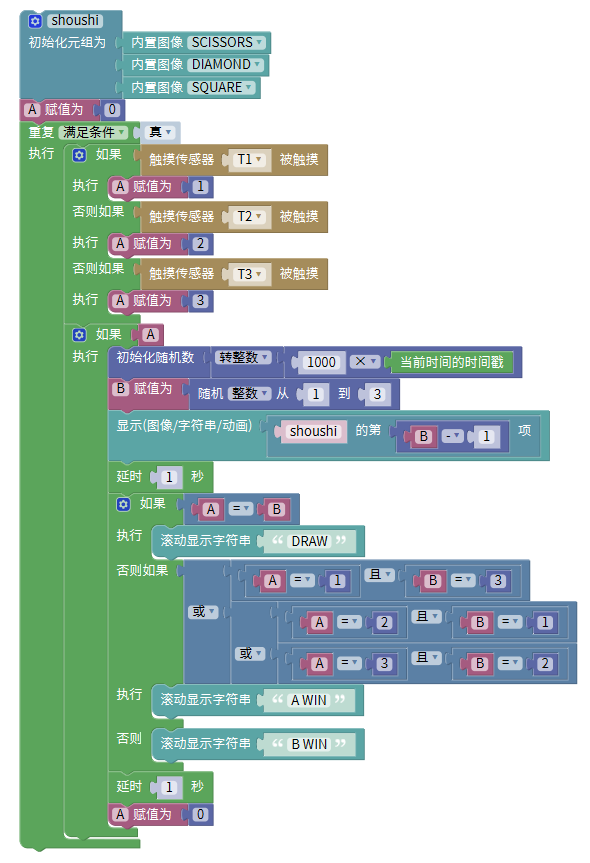 shoushi
初始化元组为 内置图像 SCISSORS
内置图像 DIAMOND
内置图像 SQUARE
A 赋值为 0
重复 满足条件 真
执行 如果 触摸传感器 T1 被触摸
执行 A 赋值为 1
否则如果 触摸传感器 T2 被触摸
执行 A 赋值为 2
否则如果 触摸传感器 T3 被触摸
执行 A 赋值为 3
如果 A
执行 初始化随机数 转整数 1000 × 当前时间的时间戳
B 赋值为 随机 整数 从 1 到 3
显示(图像/字符串/动画) shoushi 的第 B - 1 项
延时 1 秒
如果 A = B
执行 滚动显示字符串 “ DRAW ”
否则如果 A = 1 且 B = 3
或 A = 2 且 B = 1
或 A = 3 且 B = 2
执行 滚动显示字符串 “ A WIN ”
否则 滚动显示字符串 “ B WIN ”
延时 1 秒
A 赋值为 0